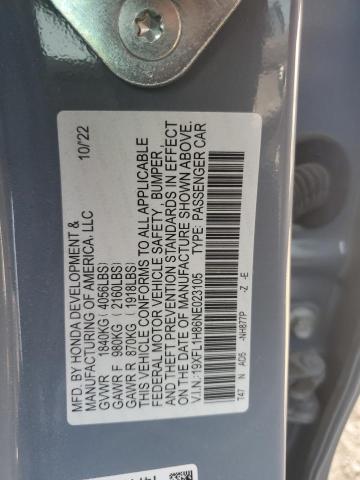 MFD. BY HONDA DEVELOPMENT & 10/'22
MANUFACTURING OF AMERICA, LLC
GVWR 1840KG (4056LBS)
GAWR F 980KG (2160LBS)
GAWR R 870KG (1918LBS)
THIS VEHICLE CONFORMS TO ALL APPLICABLE
FEDERAL MOTOR VEHICLE SAFETY, BUMPER,
AND THEFT PREVENTION STANDARDS IN EFFECT
ON THE DATE OF MANUFACTURE SHOWN ABOVE.
V.I.N.:19XFL1H86NE023105 TYPE: PASSENGER CAR
T47 N AD5 -NH877P -Z -E